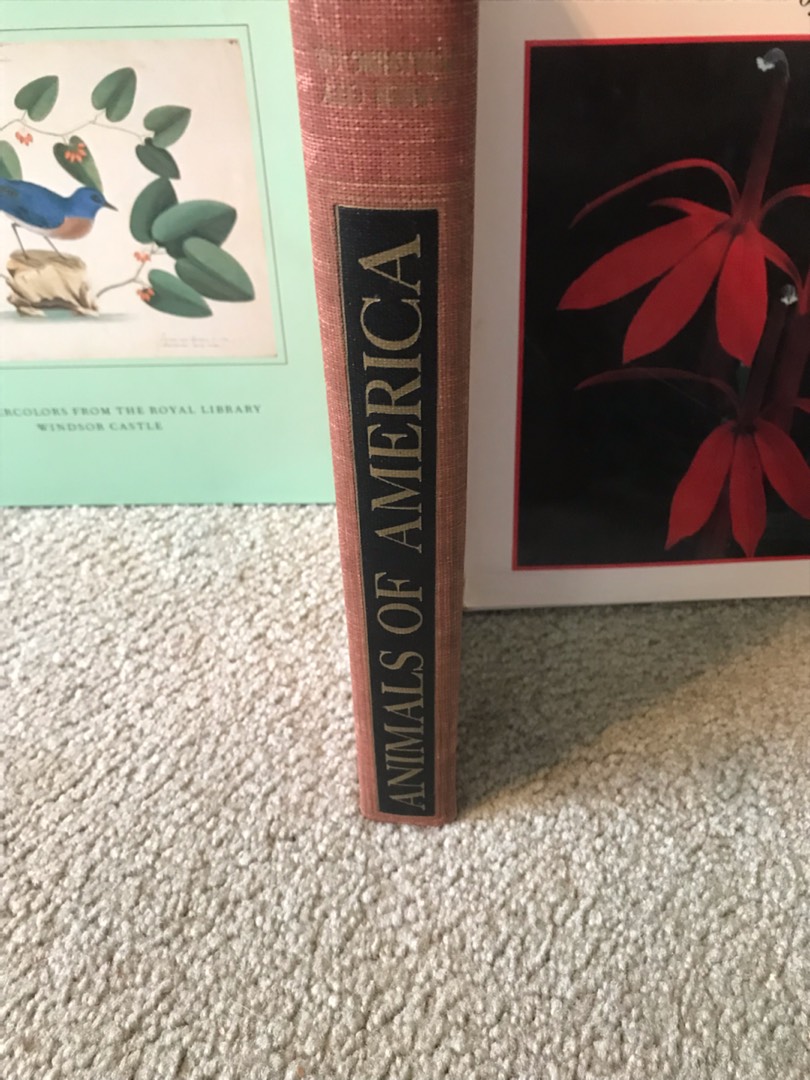 ERCOLORS FROM THE ROYAL LIBRARY
WINDSOR CASTLE
ANIMALS OF AMERICA